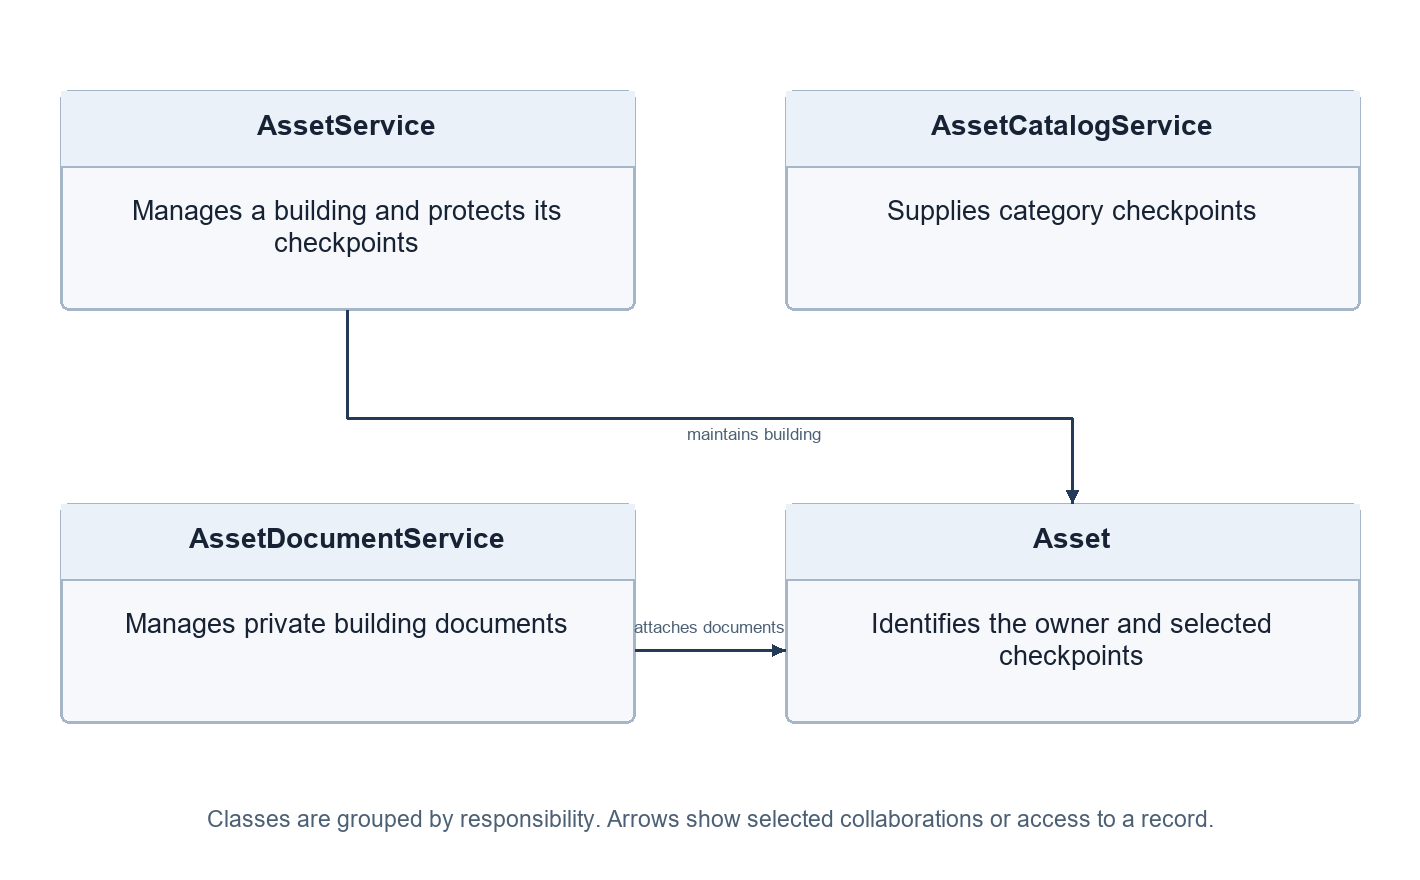 AssetService
Manages a building and protects its
checkpoints
AssetCatalogService
Supplies category checkpoints
maintains building
AssetDocumentService
Manages private building documents
attaches documents
Asset
Identifies the owner and selected
checkpoints
Classes are grouped by responsibility. Arrows show selected collaborations or access to a record.